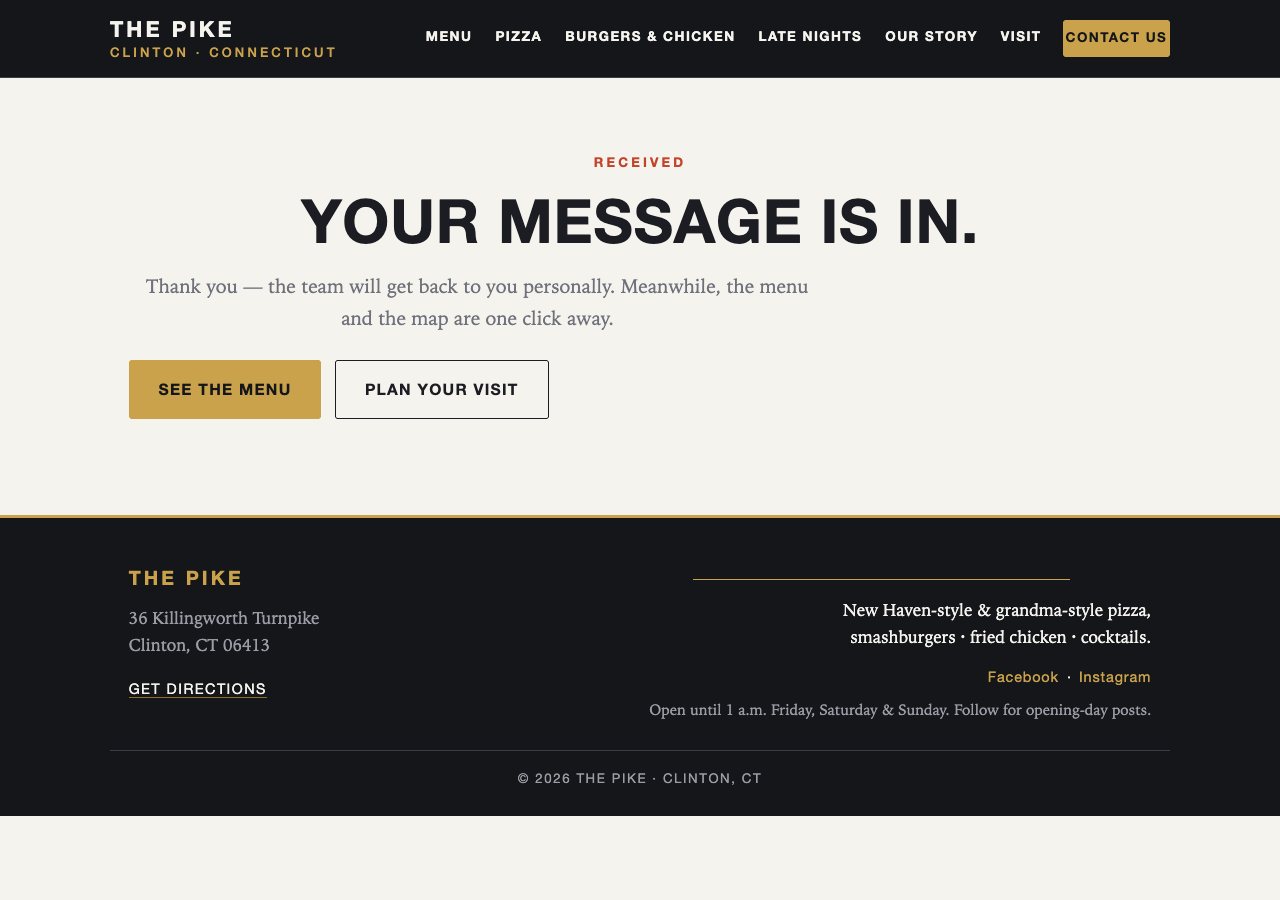 THE PIKE
CLINTON · CONNECTICUT
MENU PIZZA BURGERS & CHICKEN LATE NIGHTS OUR STORY VISIT CONTACT US
RECEIVED
YOUR MESSAGE IS IN.
Thank you — the team will get back to you personally. Meanwhile, the menu
and the map are one click away.
SEE THE MENU PLAN YOUR VISIT
THE PIKE
36 Killingworth Turnpike
Clinton, CT 06413
GET DIRECTIONS
New Haven-style & grandma-style pizza,
smashburgers · fried chicken · cocktails.
Facebook · Instagram
Open until 1 a.m. Friday, Saturday & Sunday. Follow for opening-day posts.
© 2026 THE PIKE · CLINTON, CT